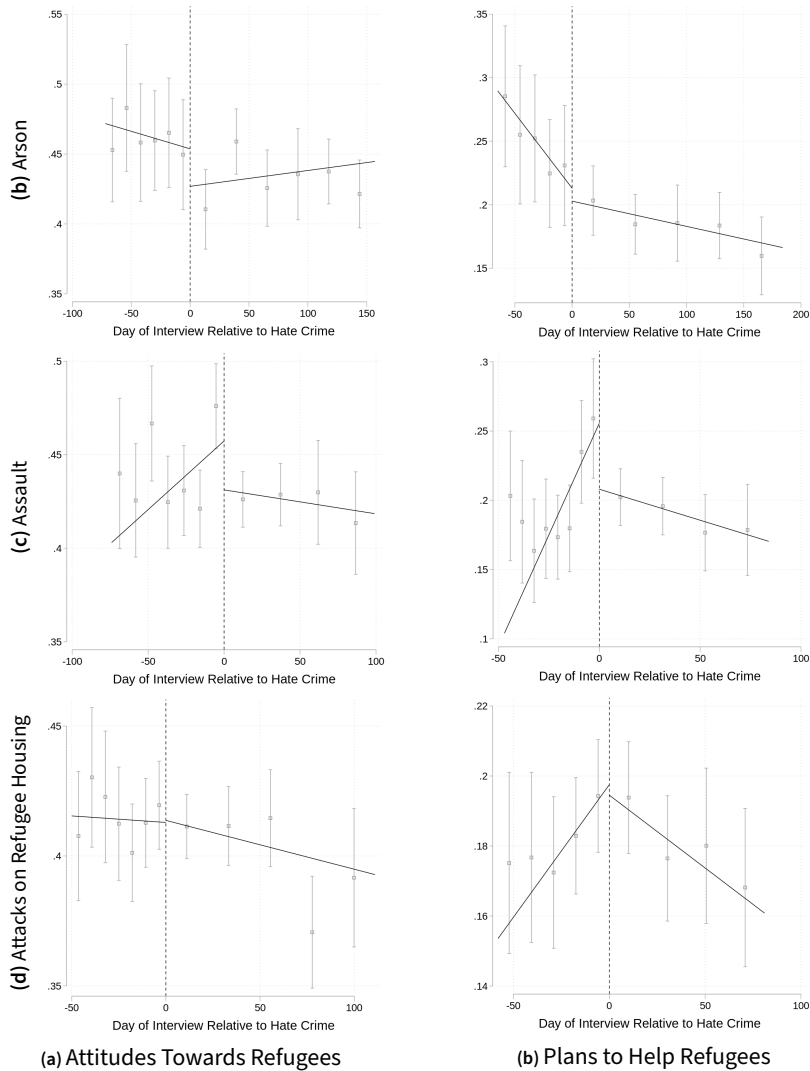 .55
.5
.45
.4
.35
-100 -50 0 50 100 150
Day of Interview Relative to Hate Crime
(b) Arson
.35
.3
.25
.2
.15
-50 0 50 100 150 200
Day of Interview Relative to Hate Crime
.5
.45
.4
.35
-100 -50 0 50 100
Day of Interview Relative to Hate Crime
(c) Assault
.3
.25
.2
.15
.1
-50 0 50 100
Day of Interview Relative to Hate Crime
.45
.4
.35
-50 0 50 100
Day of Interview Relative to Hate Crime
(d) Attacks on Refugee Housing
.22
.2
.18
.16
.14
-50 0 50 100
Day of Interview Relative to Hate Crime
(a) Attitudes Towards Refugees
(b) Plans to Help Refugees